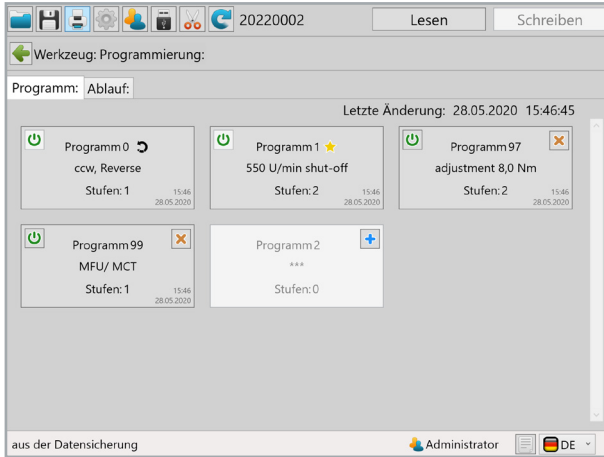 20220002 Lesen Schreiben
Werkzeug: Programmierung:
Programm: Ablauf:
Letzte Änderung: 28.05.2020 15:46:45
Programm 0
ccw, Reverse
Stufen: 1
15:46
28.05.2020
Programm 1
550 U/min shut-off
Stufen: 2
15:46
28.05.2020
Programm 97
adjustment 8,0 Nm
Stufen: 2
15:46
28.05.2020
Programm 99
MFU/ MCT
Stufen: 1
15:46
28.05.2020
Programm 2
***
Stufen: 0
aus der Datensicherung Administrator DE